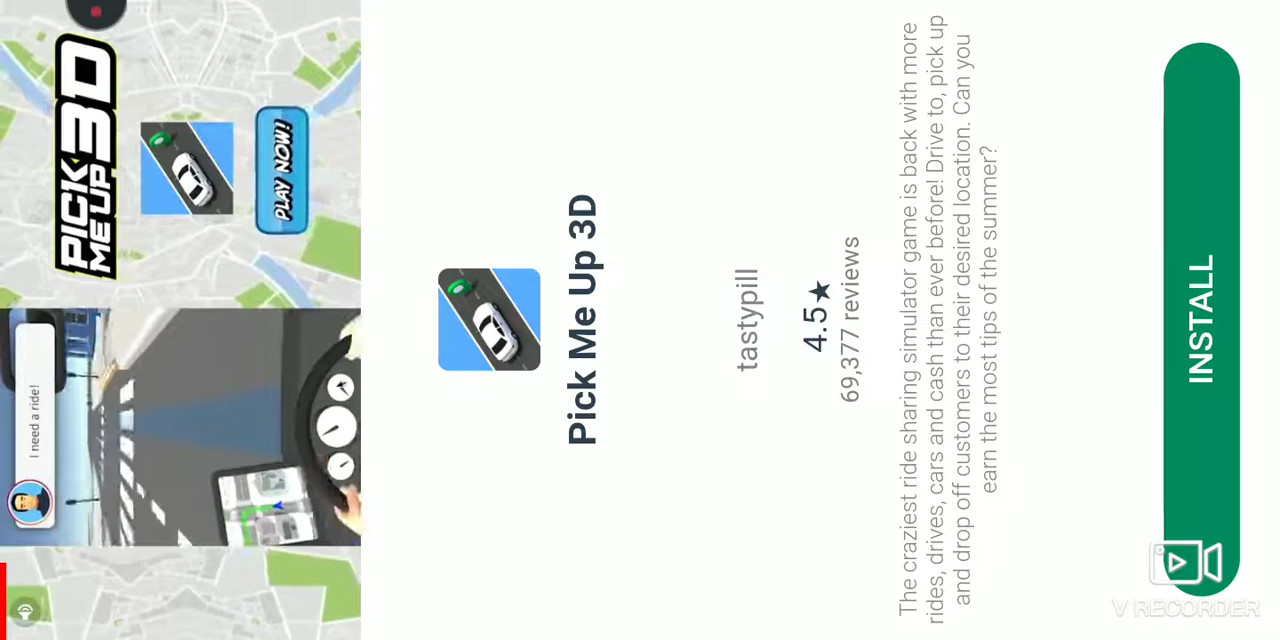 PICK
ME UP 3D
PLAY NOW!
I need a ride!
Pick Me Up 3D
tastypill
4.5★
69,377 reviews
The craziest ride sharing simulator game is back with more
rides, drives, cars and cash than ever before! Drive to, pick up
and drop off customers to their desired location. Can you
earn the most tips of the summer?
INSTALL
V RECORDER